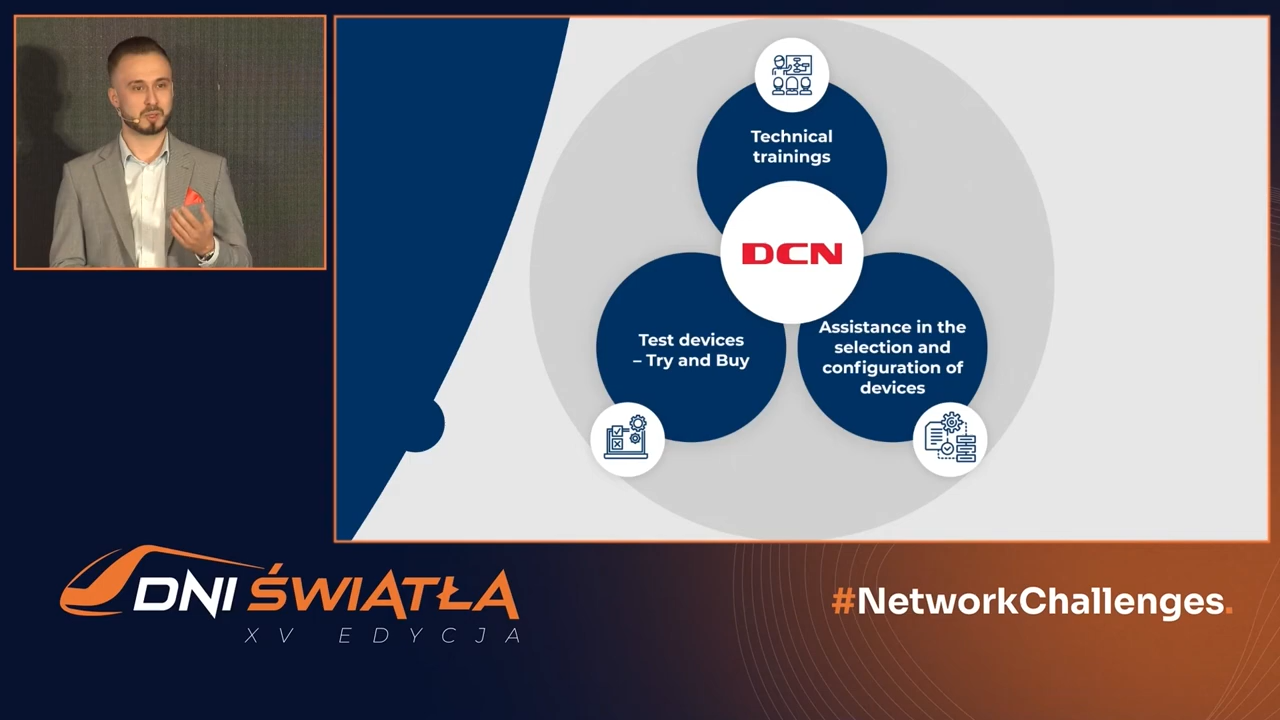 Technical
trainings
DCN
Test devices
– Try and Buy
Assistance in the
selection and
configuration of
devices
DNI ŚWIATŁA
XV EDYCJA
#NetworkChallenges.